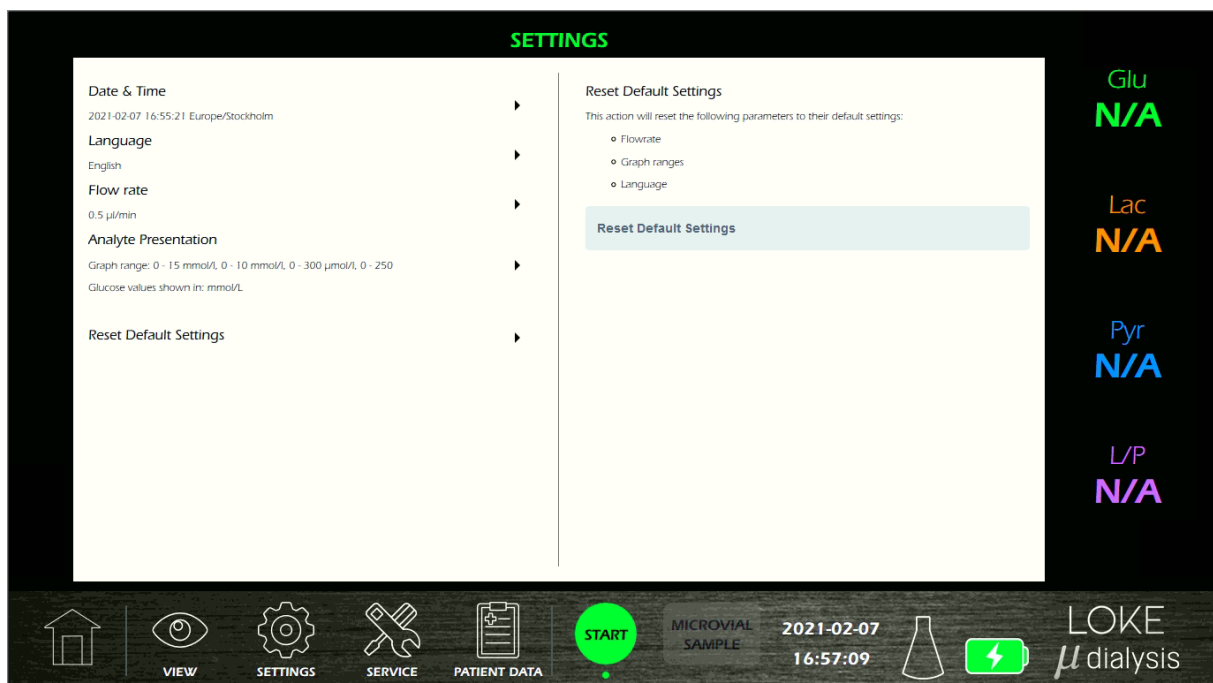 SETTINGS
Date & Time
2021-02-07 16:55:21 Europe/Stockholm
Language
English
Flow rate
0.5 µl/min
Analyte Presentation
Graph range: 0 - 15 mmol/l, 0 - 10 mmol/l, 0 - 300 µmol/l, 0 - 250
Glucose values shown in: mmol/L
Reset Default Settings
Reset Default Settings
This action will reset the following parameters to their default settings:
Flowrate
Graph ranges
Language
Reset Default Settings
Glu
N/A
Lac
N/A
Pyr
N/A
L/P
N/A
VIEW
SETTINGS
SERVICE
PATIENT DATA
START
MICROVIAL
SAMPLE
2021-02-07
16:57:09
LOKE
µ dialysis